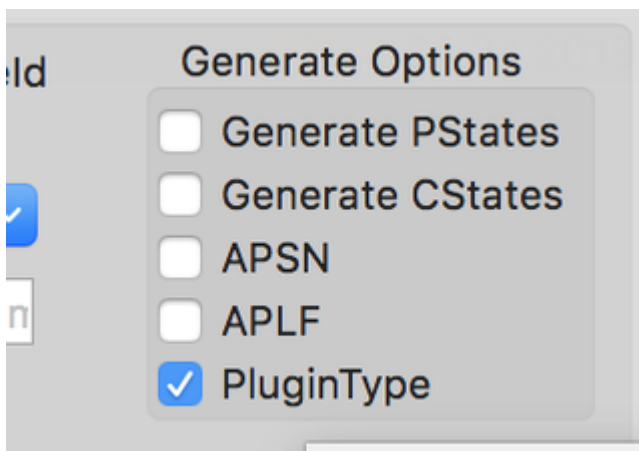 Generate Options
Generate PStates
Generate CStates
APSN
APLF
PluginType